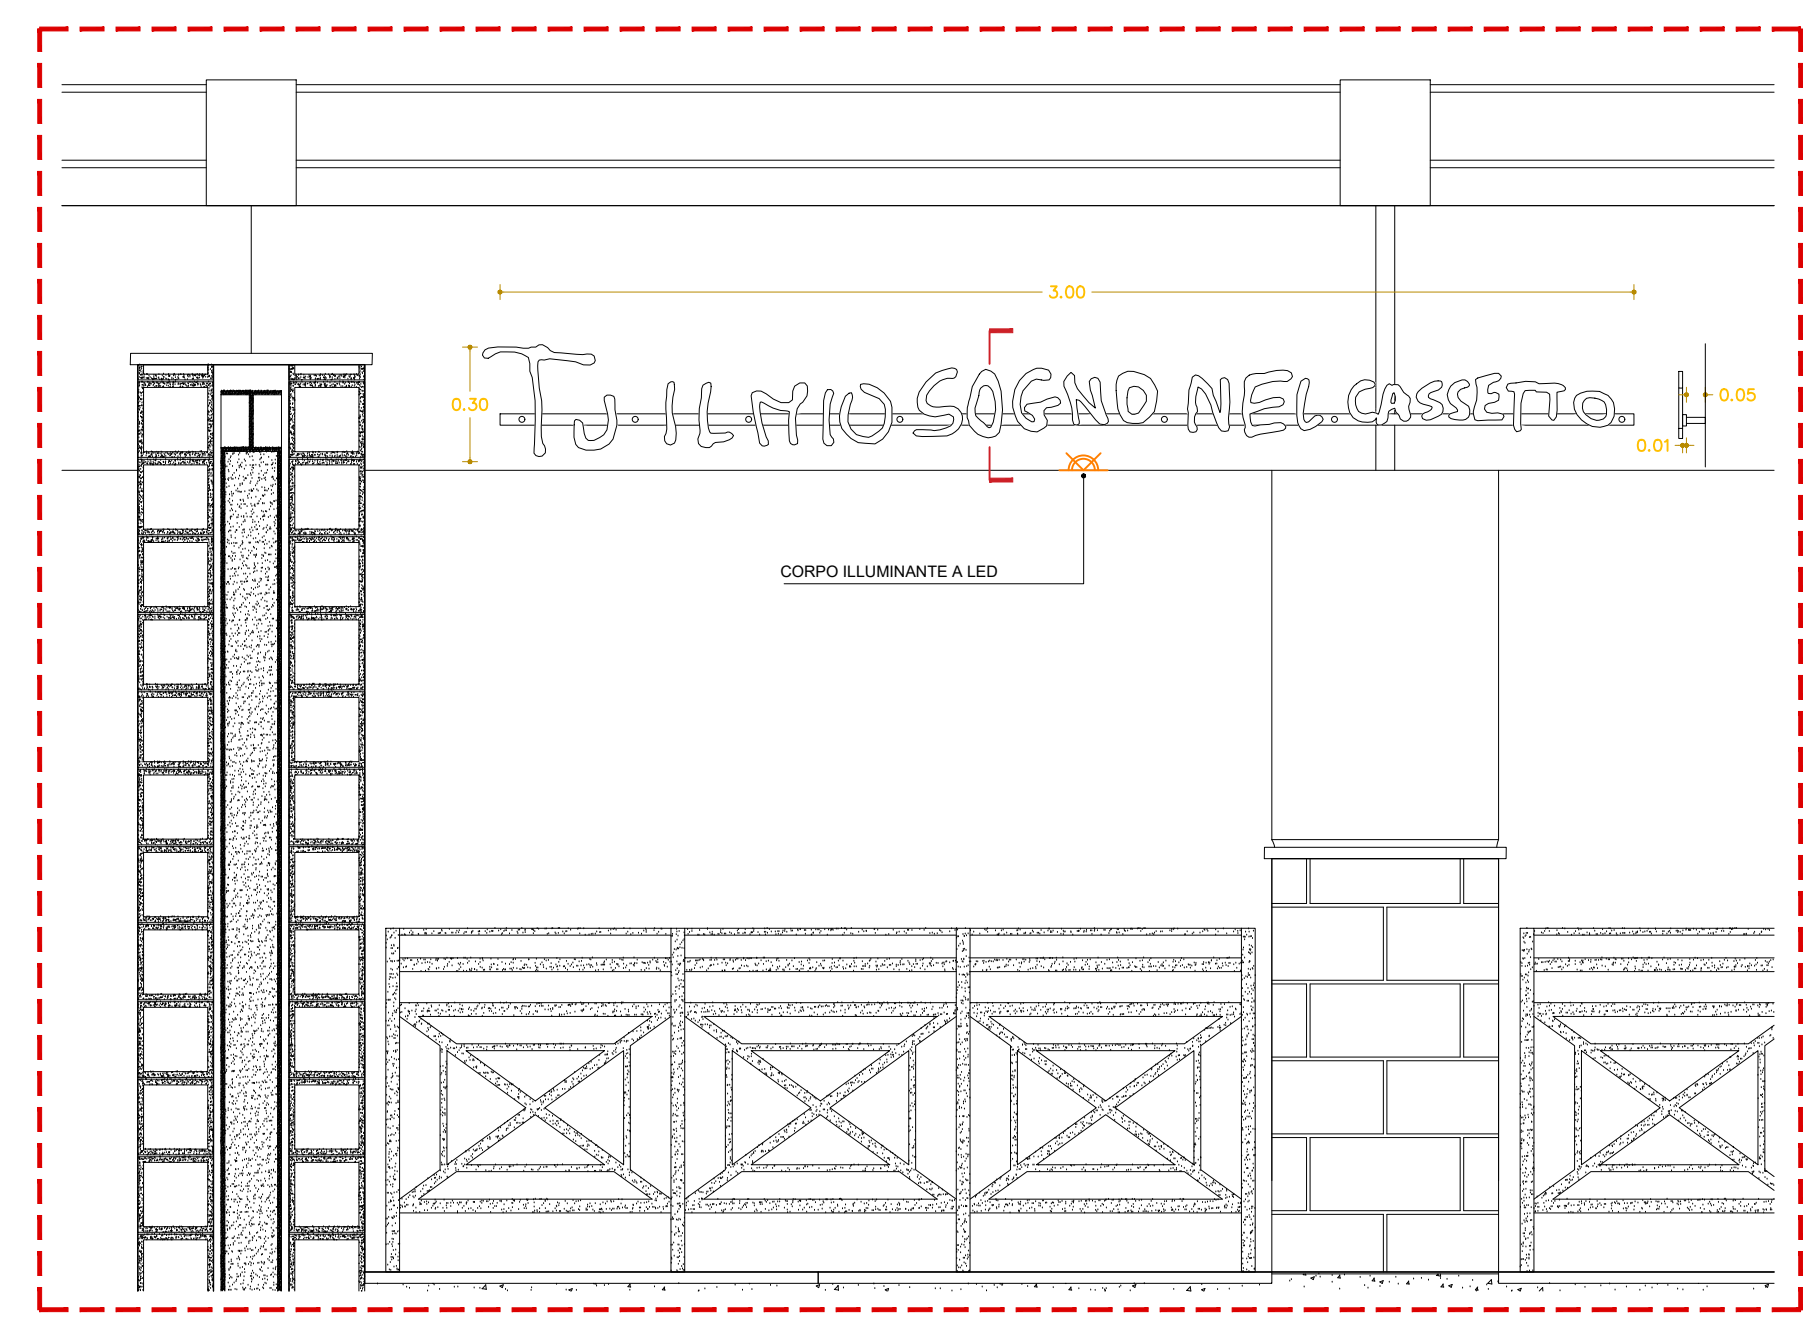 3.00
0.30
TU IL MIO SOGNO NEL CASSETTO
0.05
0.01
CORPO ILLUMINANTE A LED